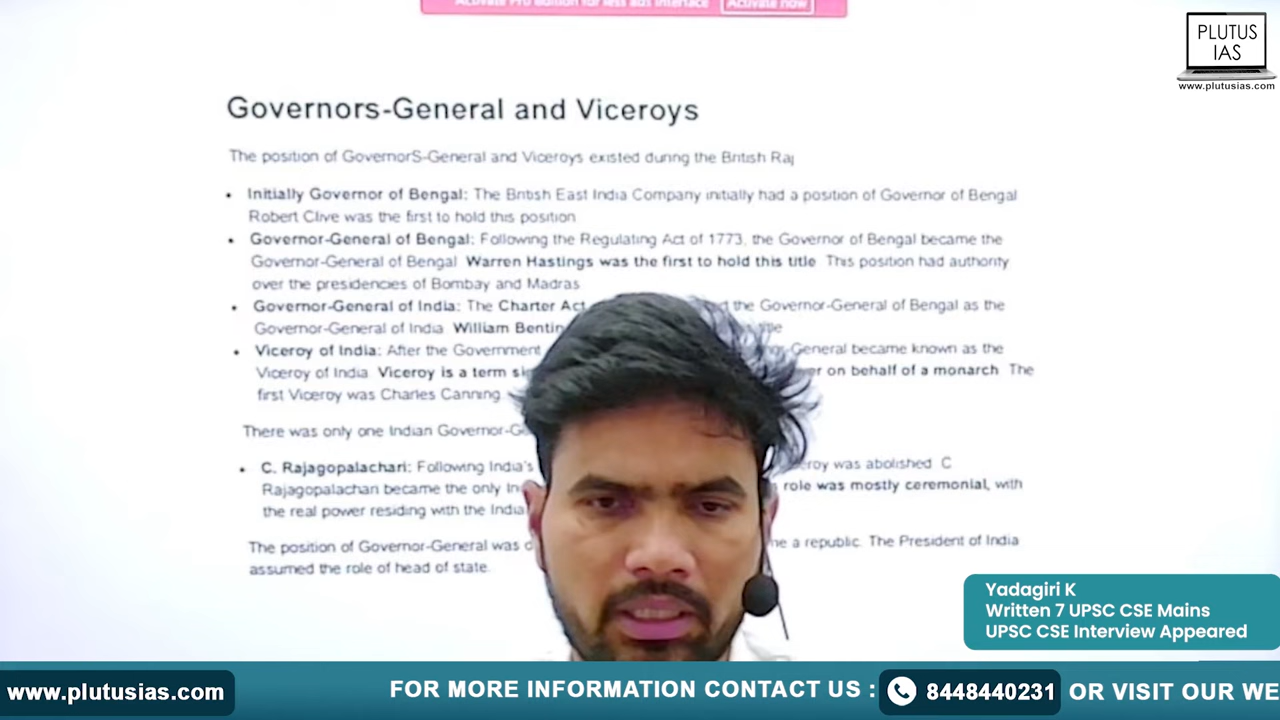 Activate Pro edition for less ads interface Activate now
PLUTUS
IAS
www.plutusias.com
Governors-General and Viceroys
The position of GovernorS-General and Viceroys existed during the British Raj
• Initially Governor of Bengal: The British East India Company initially had a position of Governor of Bengal
Robert Clive was the first to hold this position
• Governor-General of Bengal: Following the Regulating Act of 1773, the Governor of Bengal became the
Governor-General of Bengal Warren Hastings was the first to hold this title This position had authority
over the presidencies of Bombay and Madras
• Governor-General of India: The Charter Act the Governor-General of Bengal as the
Governor-General of India William
• Viceroy of India: After the Government General became known as the
Viceroy of India Viceroy is a term on behalf of a monarch The
first Viceroy was Charles Canning
There was only one Indian
• C. Rajagopalachari: Following India's was abolished C
Rajagopalachari became the only role was mostly ceremonial, with
the real power residing with the
The position of Governor-General was a republic. The President of India
assumed the role of head of state.
Yadagiri K
Written 7 UPSC CSE Mains
UPSC CSE Interview Appeared
www.plutusias.com FOR MORE INFORMATION CONTACT US : 8448440231 OR VISIT OUR WE